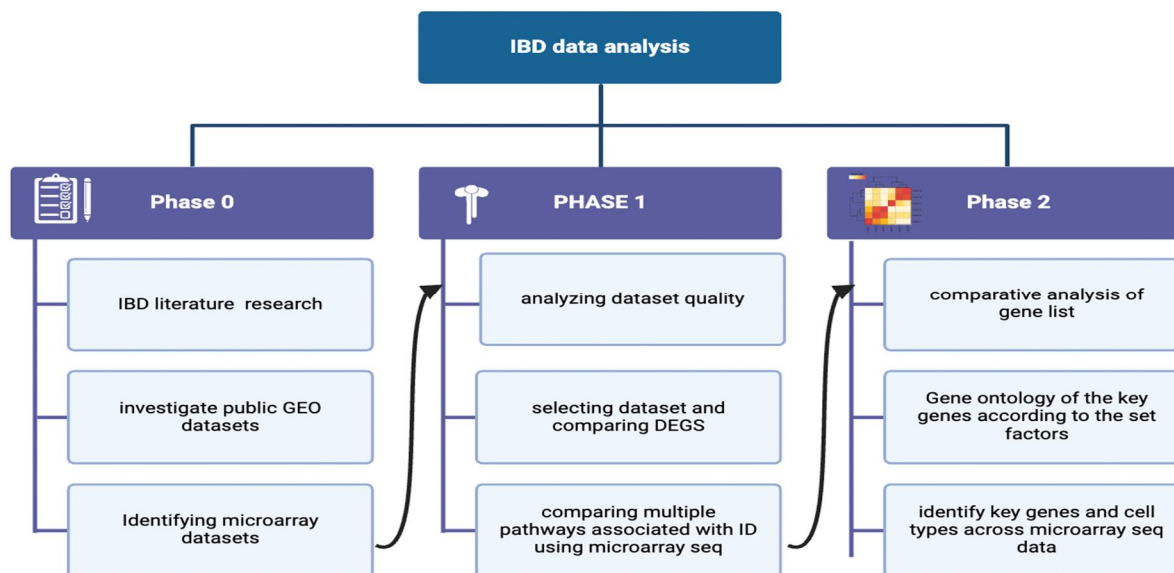 IBD data analysis
Phase 0
IBD literature research
investigate public GEO
datasets
Identifying microarray
datasets
PHASE 1
analyzing dataset quality
selecting dataset and
comparing DEGS
comparing multiple
pathways associated with ID
using microarray seq
Phase 2
comparative analysis of
gene list
Gene ontology of the key
genes according to the set
factors
identify key genes and cell
types across microarray seq
data